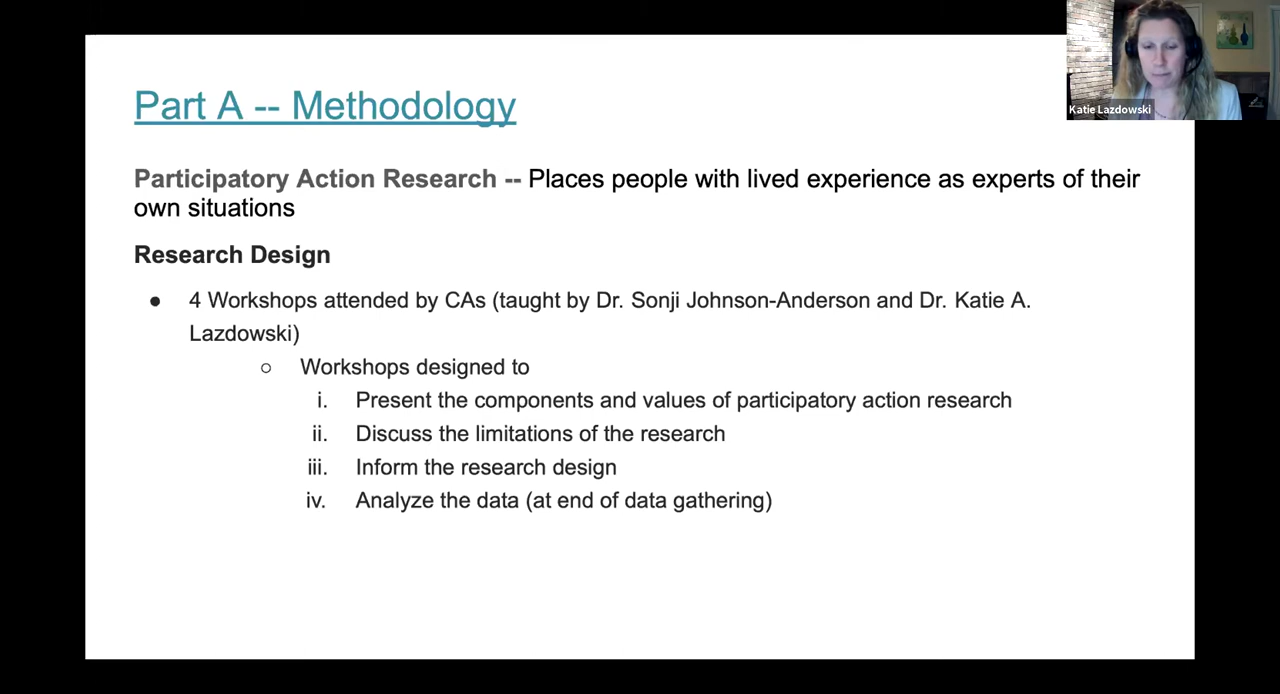 Part A -- Methodology
Katie Lazdowski
Participatory Action Research -- Places people with lived experience as experts of their
own situations
Research Design
● 4 Workshops attended by CAs (taught by Dr. Sonji Johnson-Anderson and Dr. Katie A.
Lazdowski)
○ Workshops designed to
i. Present the components and values of participatory action research
ii. Discuss the limitations of the research
iii. Inform the research design
iv. Analyze the data (at end of data gathering)